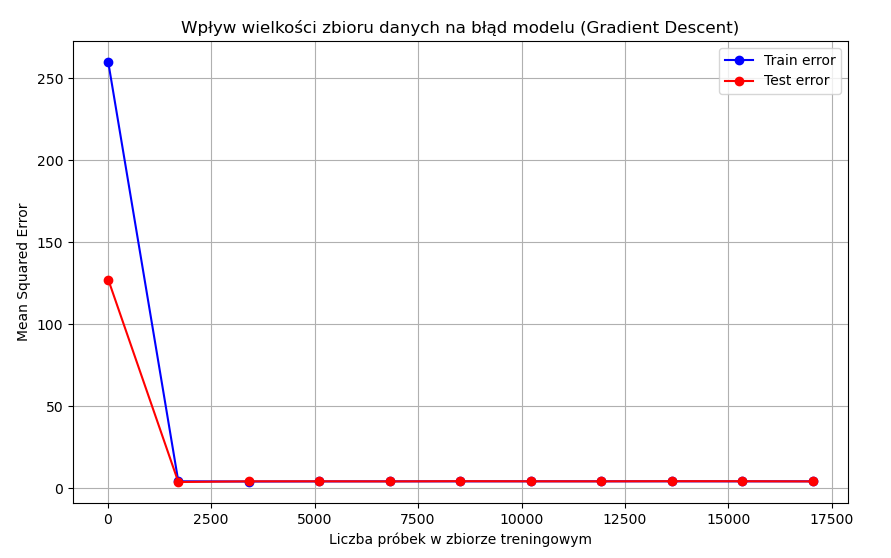 Wpływ wielkości zbioru danych na błąd modelu (Gradient Descent)
Train error
Test error
Mean Squared Error
250
200
150
100
50
0
0 2500 5000 7500 10000 12500 15000 17500
Liczba próbek w zbiorze treningowym